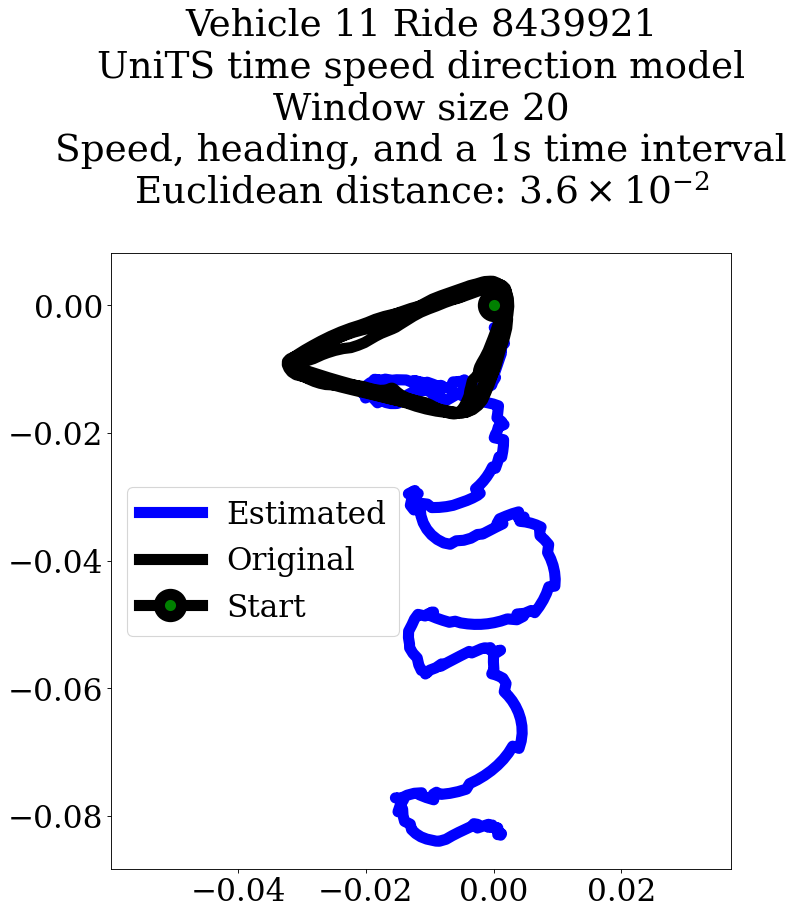 Vehicle 11 Ride 8439921
UniTS time speed direction model
Window size 20
Speed, heading, and a 1s time interval
Euclidean distance: 3.6 × 10⁻²
0.00
−0.02
−0.04
−0.06
−0.08
Estimated
Original
Start
−0.04 −0.02 0.00 0.02